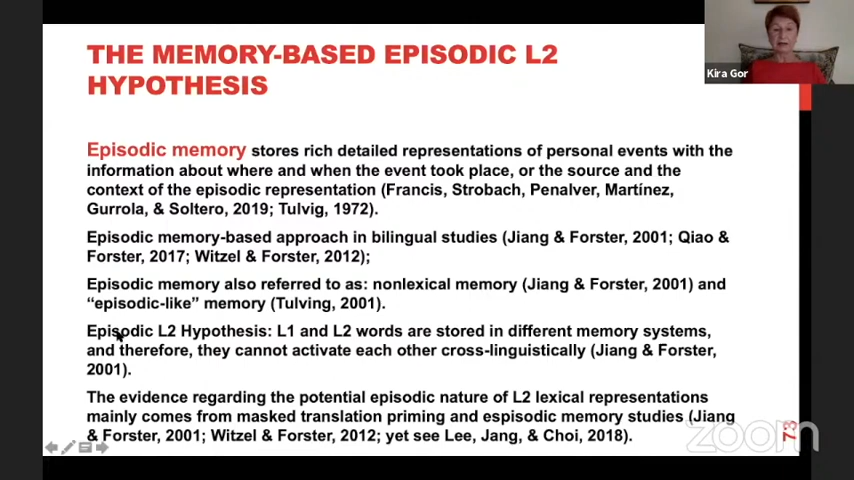 THE MEMORY-BASED EPISODIC L2
HYPOTHESIS
Kira Gor
Episodic memory stores rich detailed representations of personal events with the
information about where and when the event took place, or the source and the
context of the episodic representation (Francis, Strobach, Penalver, Martínez,
Gurrola, & Soltero, 2019; Tulvig, 1972).
Episodic memory-based approach in bilingual studies (Jiang & Forster, 2001; Qiao &
Forster, 2017; Witzel & Forster, 2012);
Episodic memory also referred to as: nonlexical memory (Jiang & Forster, 2001) and
“episodic-like” memory (Tulving, 2001).
Episodic L2 Hypothesis: L1 and L2 words are stored in different memory systems,
and therefore, they cannot activate each other cross-linguistically (Jiang & Forster,
2001).
The evidence regarding the potential episodic nature of L2 lexical representations
mainly comes from masked translation priming and espisodic memory studies (Jiang
& Forster, 2001; Witzel & Forster, 2012; yet see Lee, Jang, & Choi, 2018).
zoom
73